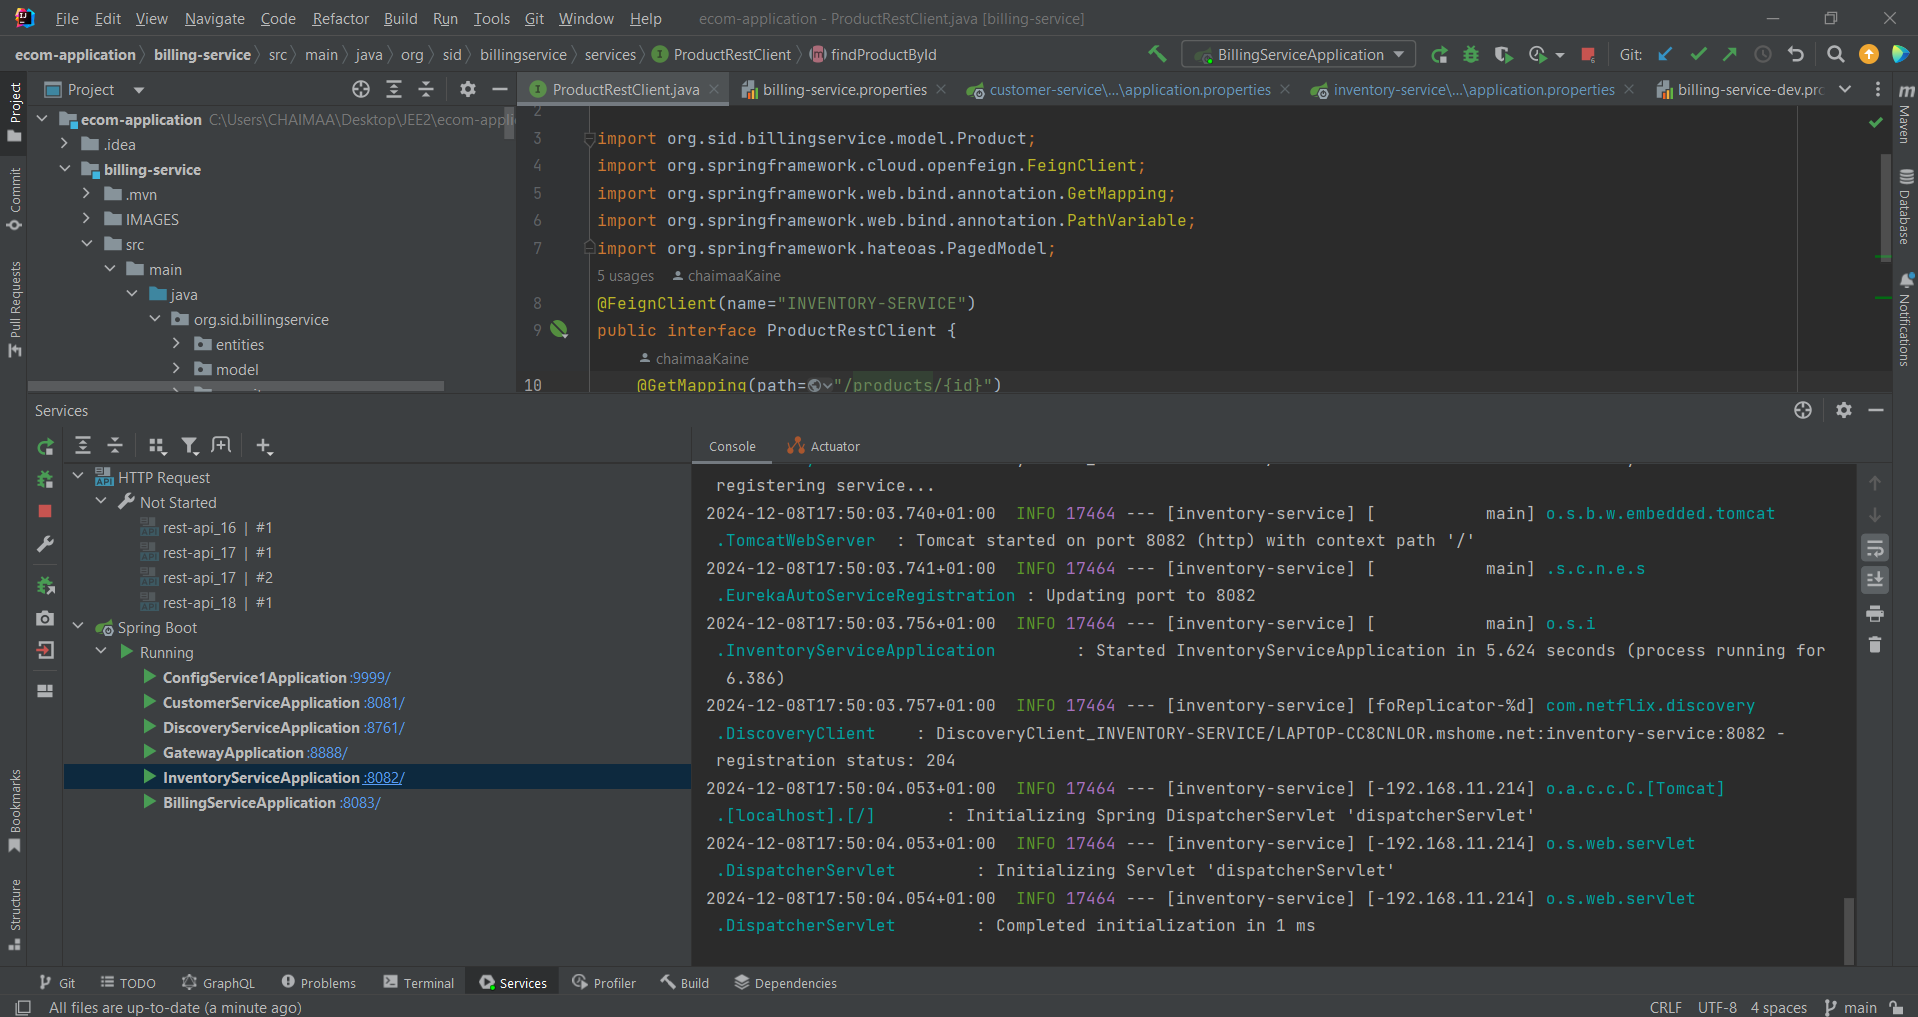 File Edit View Navigate Code Refactor Build Run Tools Git Window Help ecom-application - ProductRestClient.java [billing-service]
ecom-application billing-service src main java org sid billingservice services ProductRestClient findProductById BillingServiceApplication Git:
Project
ProductRestClient.java billing-service.properties customer-service\...\application.properties inventory-service\...\application.properties billing-service-dev.pro
ecom-application C:\Users\CHAIMAA\Desktop\JEE2\ecom-appli
.idea
billing-service
.mvn
IMAGES
src
main
java
org.sid.billingservice
entities
model
2
3 import org.sid.billingservice.model.Product;
4 import org.springframework.cloud.openfeign.FeignClient;
5 import org.springframework.web.bind.annotation.GetMapping;
6 import org.springframework.web.bind.annotation.PathVariable;
7 import org.springframework.hateoas.PagedModel;
5 usages chaimaaKaine
8 @FeignClient(name="INVENTORY-SERVICE")
9 public interface ProductRestClient {
chaimaaKaine
10 @GetMapping(path="/products/{id}")
Project
Commit
Pull Requests
Bookmarks
Structure
Maven
Database
Notifications
Services
HTTP Request
Not Started
rest-api_16 | #1
rest-api_17 | #1
rest-api_17 | #2
rest-api_18 | #1
Spring Boot
Running
ConfigService1Application :9999/
CustomerServiceApplication :8081/
DiscoveryServiceApplication :8761/
GatewayApplication :8888/
InventoryServiceApplication :8082/
BillingServiceApplication :8083/
Console Actuator
registering service...
2024-12-08T17:50:03.740+01:00 INFO 17464 --- [inventory-service] [ main] o.s.b.w.embedded.tomcat
.TomcatWebServer : Tomcat started on port 8082 (http) with context path '/'
2024-12-08T17:50:03.741+01:00 INFO 17464 --- [inventory-service] [ main] .s.c.n.e.s
.EurekaAutoServiceRegistration : Updating port to 8082
2024-12-08T17:50:03.756+01:00 INFO 17464 --- [inventory-service] [ main] o.s.i
.InventoryServiceApplication : Started InventoryServiceApplication in 5.624 seconds (process running for
6.386)
2024-12-08T17:50:03.757+01:00 INFO 17464 --- [inventory-service] [foReplicator-%d] com.netflix.discovery
.DiscoveryClient : DiscoveryClient_INVENTORY-SERVICE/LAPTOP-CC8CNLOR.mshome.net:inventory-service:8082 -
registration status: 204
2024-12-08T17:50:04.053+01:00 INFO 17464 --- [inventory-service] [-192.168.11.214] o.a.c.c.C.[Tomcat]
.[localhost].[/] : Initializing Spring DispatcherServlet 'dispatcherServlet'
2024-12-08T17:50:04.053+01:00 INFO 17464 --- [inventory-service] [-192.168.11.214] o.s.web.servlet
.DispatcherServlet : Initializing Servlet 'dispatcherServlet'
2024-12-08T17:50:04.054+01:00 INFO 17464 --- [inventory-service] [-192.168.11.214] o.s.web.servlet
.DispatcherServlet : Completed initialization in 1 ms
Git TODO GraphQL Problems Terminal Services Profiler Build Dependencies
All files are up-to-date (a minute ago) CRLF UTF-8 4 spaces main